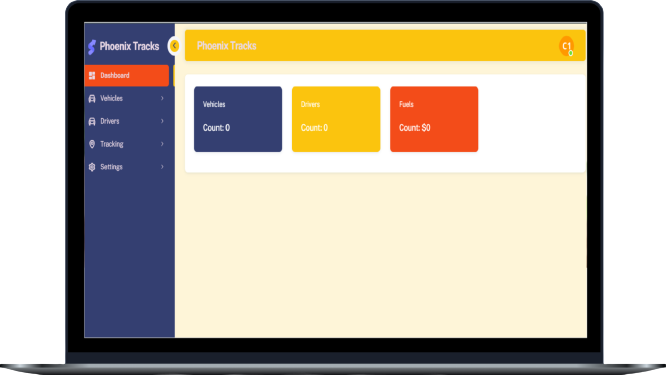 Phoenix Tracks
Phoenix Tracks
C1
Dashboard
Vehicles
Drivers
Tracking
Settings
Vehicles
Count: 0
Drivers
Count: 0
Fuels
Count: $0